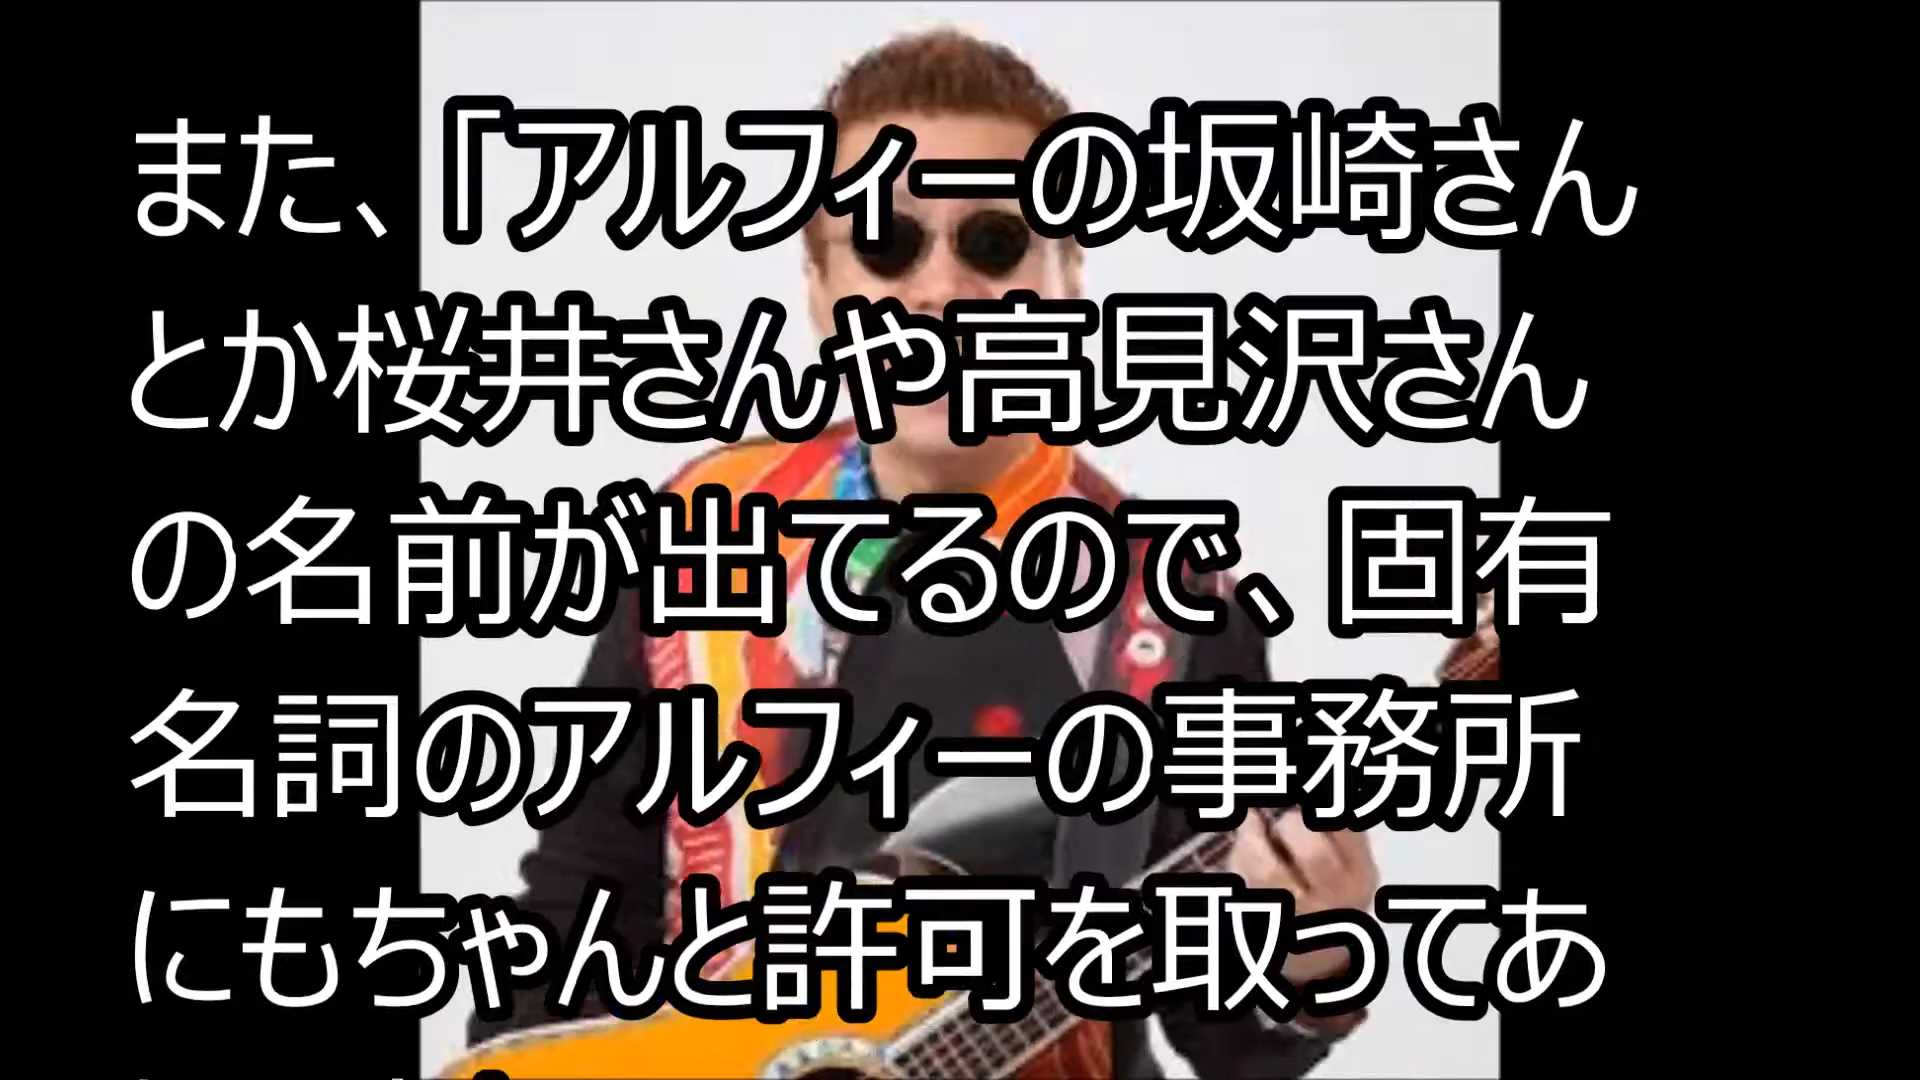 また、「アルフィーの坂崎さん
とか桜井さんや高見沢さん
の名前が出てるので、固有
名詞のアルフィーの事務所
にもちゃんと許可を取ってあ